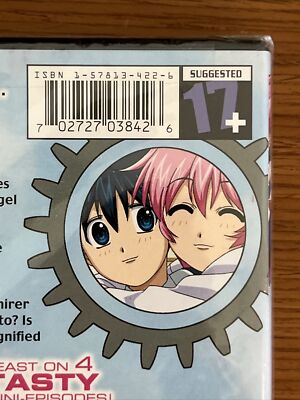 ISBN 1-57813-422-6
SUGGESTED
17+
7 02727 03842 6
..
es
gel
e
mirer
to? Is
gnified
EAST ON 4
TASTY
INI-EPISODES!